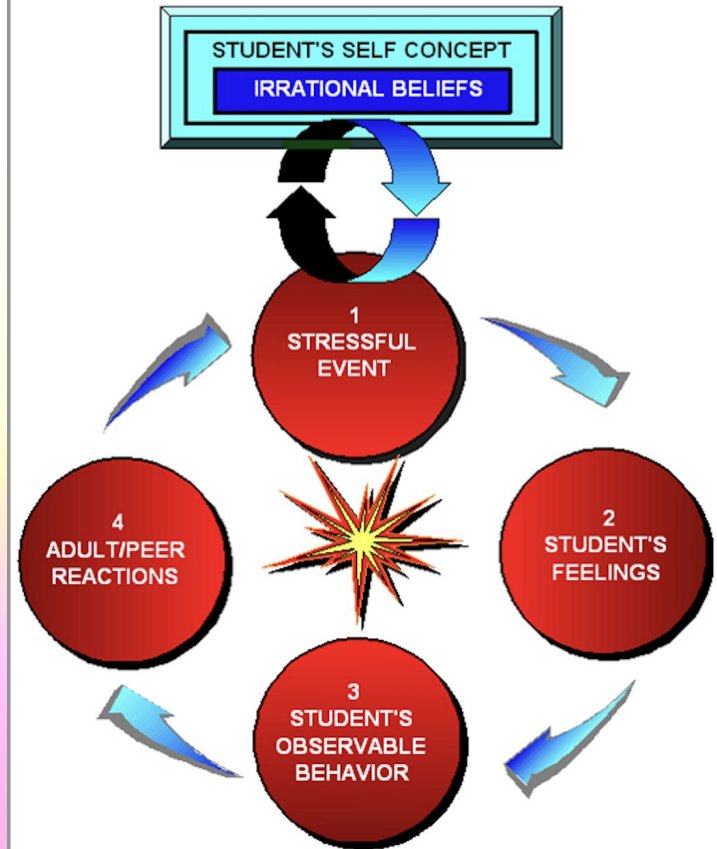 STUDENT'S SELF CONCEPT
IRRATIONAL BELIEFS
1
STRESSFUL
EVENT
2
STUDENT'S
FEELINGS
3
STUDENT'S
OBSERVABLE
BEHAVIOR
4
ADULT/PEER
REACTIONS